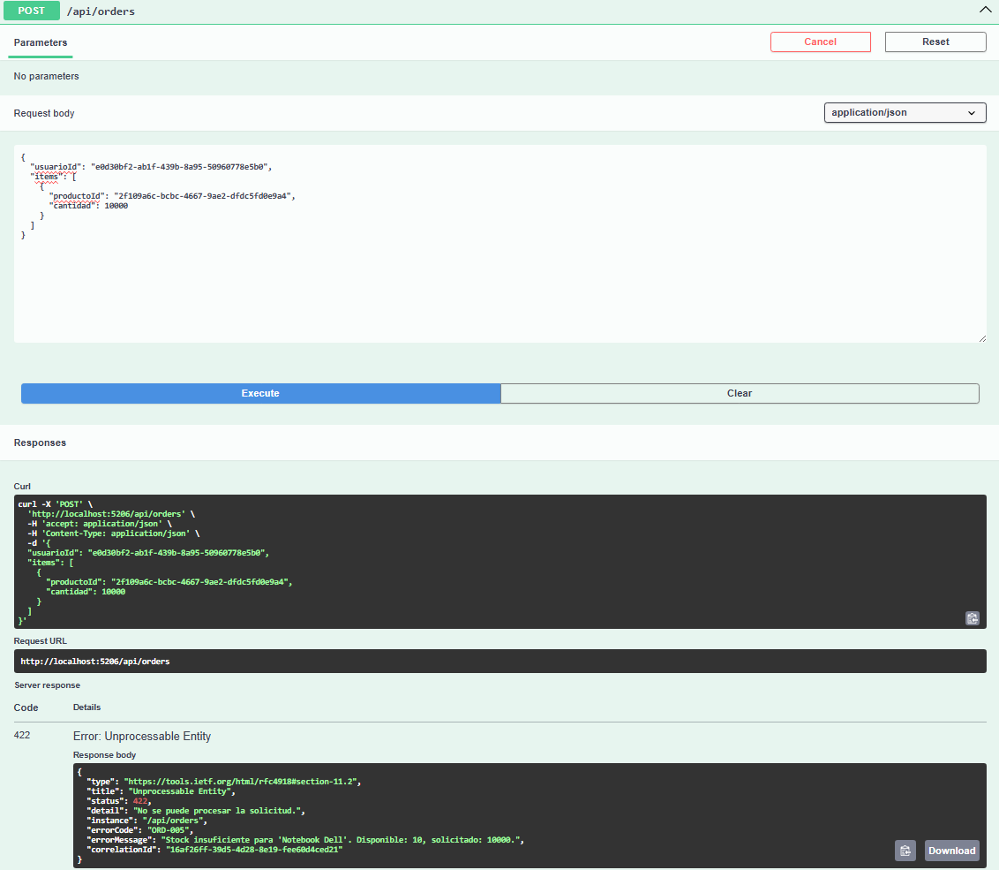 POST /api/orders
Parameters
Cancel
Reset
No parameters
Request body
application/json
{
  "usuarioId": "e0d30bf2-ab1f-439b-8a95-50960778e5b0",
  "items": [
    {
      "productoId": "2f109a6c-bcbc-4667-9ae2-dfdc5fd0e9a4",
      "cantidad": 10000
    }
  ]
}
Execute
Clear
Responses
Curl
curl -X 'POST' \
  'http://localhost:5206/api/orders' \
  -H 'accept: application/json' \
  -H 'Content-Type: application/json' \
  -d '{
  "usuarioId": "e0d30bf2-ab1f-439b-8a95-50960778e5b0",
  "items": [
    {
      "productoId": "2f109a6c-bcbc-4667-9ae2-dfdc5fd0e9a4",
      "cantidad": 10000
    }
  ]
}'
Request URL
http://localhost:5206/api/orders
Server response
Code
Details
422
Error: Unprocessable Entity
Response body
{
  "type": "https://tools.ietf.org/html/rfc4918#section-11.2",
  "title": "Unprocessable Entity",
  "status": 422,
  "detail": "No se puede procesar la solicitud.",
  "instance": "/api/orders",
  "errorCode": "ORD-005",
  "errorMessage": "Stock insuficiente para 'Notebook Dell'. Disponible: 10, solicitado: 10000.",
  "correlationId": "16af26ff-39d5-4d28-8e19-fee60d4ced21"
}
Download